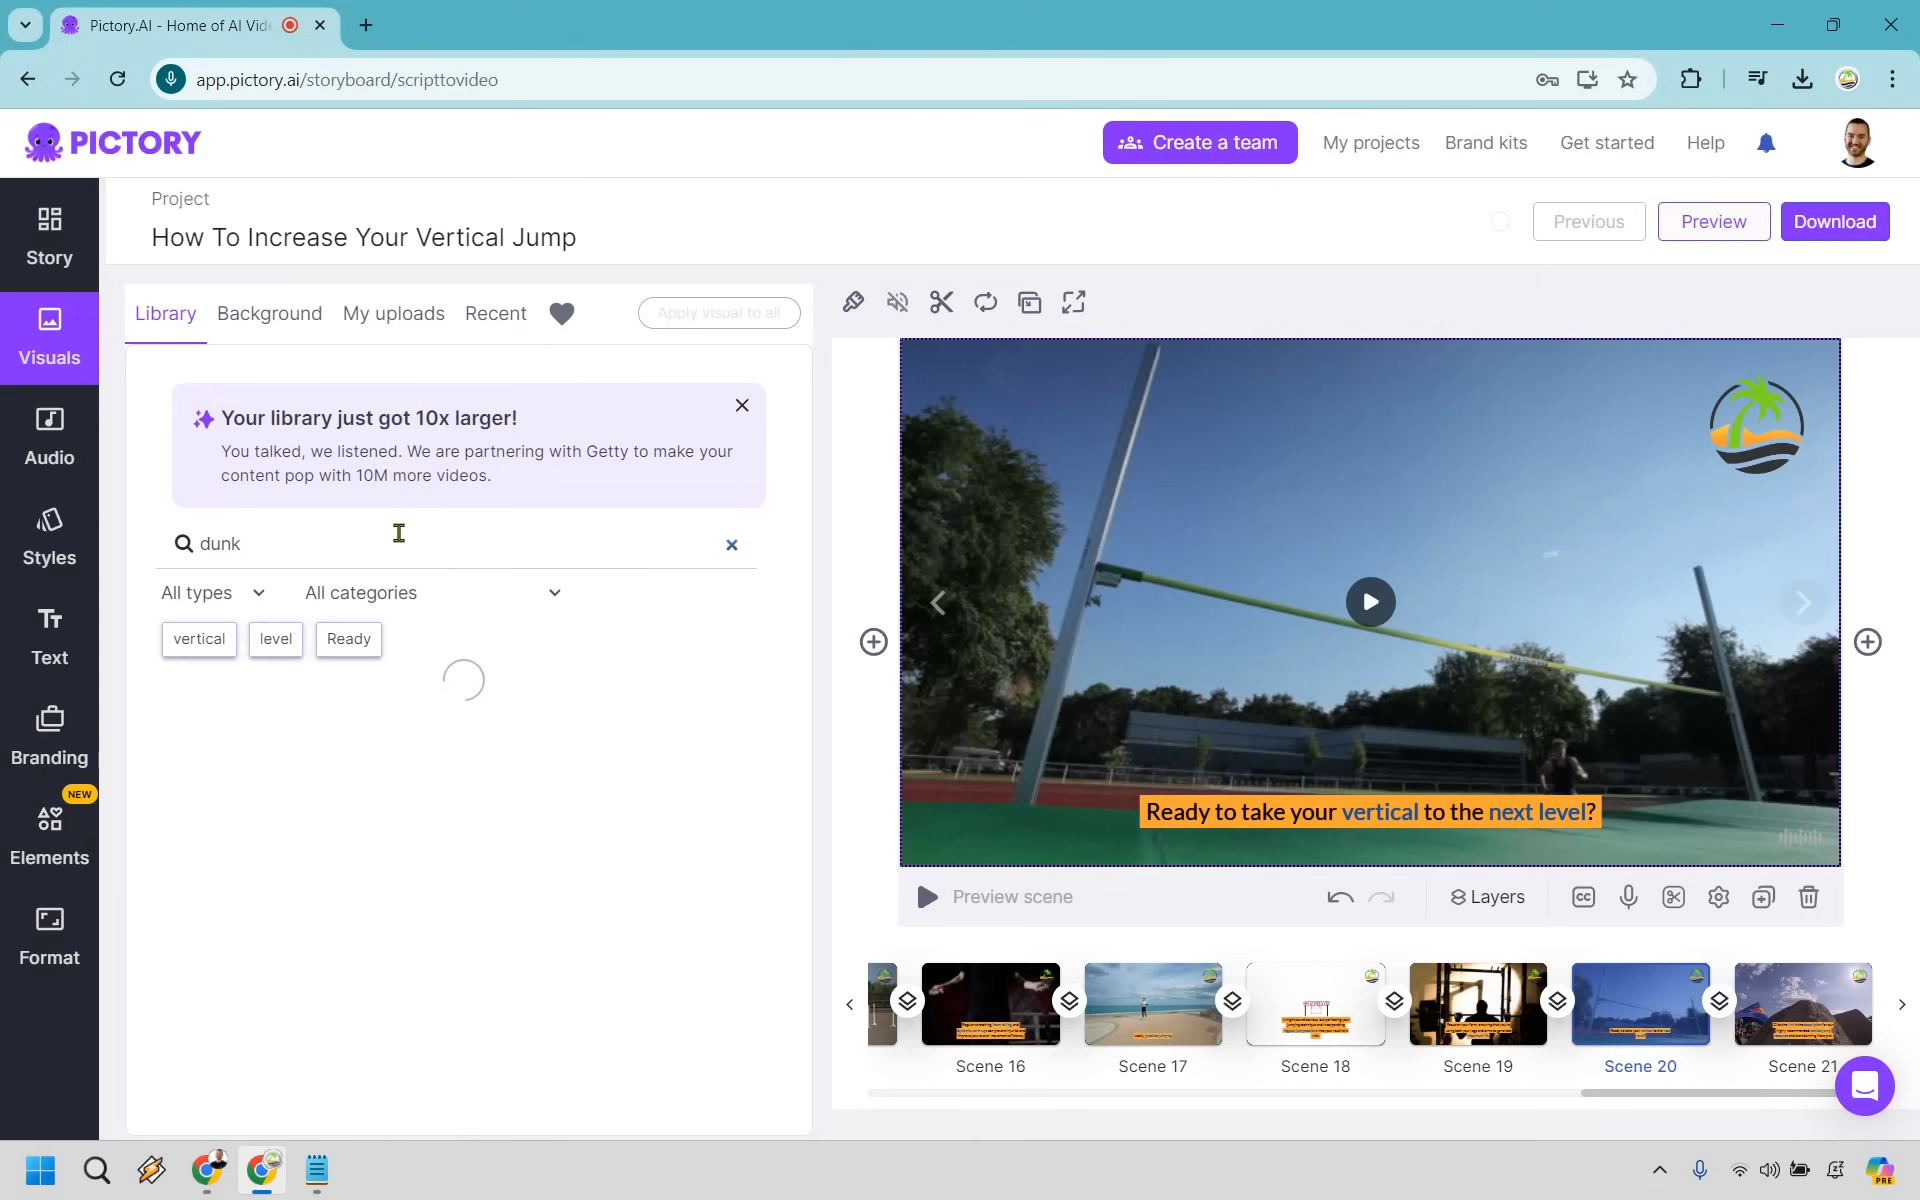 Pictory.AI - Home of AI Vide
app.pictory.ai/storyboard/scripttovideo
PICTORY
Create a team
My projects
Brand kits
Get started
Help
Project
How To Increase Your Vertical Jump
Previous
Preview
Download
Story
Visuals
Audio
Styles
Text
Branding
NEW
Elements
Format
Library
Background
My uploads
Recent
Apply visual to all
Your library just got 10x larger!
You talked, we listened. We are partnering with Getty to make your
content pop with 10M more videos.
dunk
All types
All categories
vertical
level
Ready
Ready to take your vertical to the next level?
Preview scene
Layers
CC
Scene 16
Scene 17
Scene 18
Scene 19
Scene 20
Scene 21
PRE